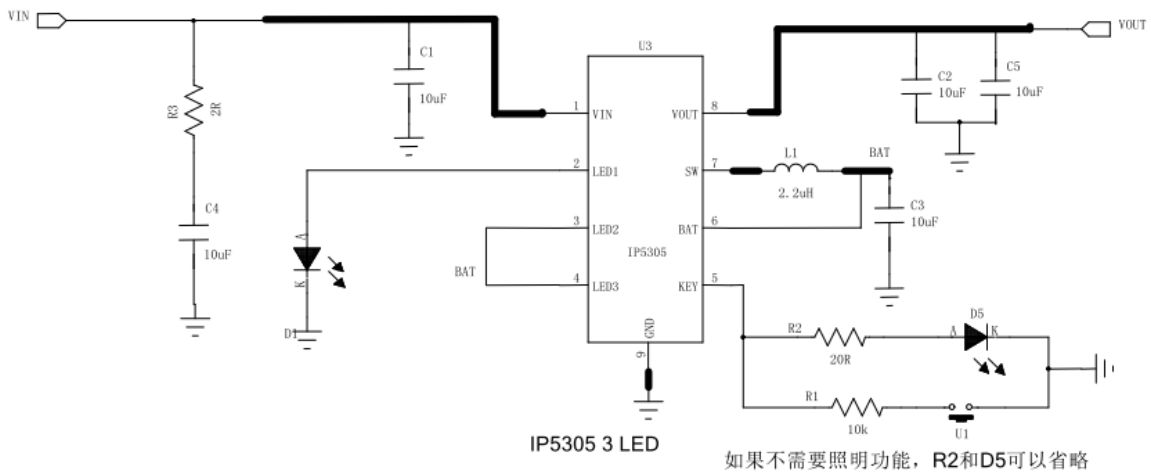 VIN
VOUT
U3
C1
10uF
C2
10uF
C5
10uF
R3
2R
1
VIN
VOUT
8
2
LED1
SW
7
L1
2.2uH
BAT
C3
10uF
C4
10uF
3
LED2
BAT
6
IP5305
BAT
4
LED3
KEY
5
A
K
D1
GND
9
R2
20R
A
D5
K
R1
10k
U1
IP5305 3 LED
如果不需要照明功能，R2和D5可以省略